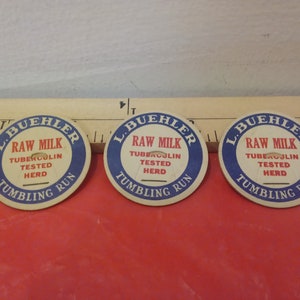 L. BUEHLER
RAW MILK
TUBERCULIN
TESTED
HERD
TUMBLING RUN
L. BUEHLER
RAW MILK
TUBERCULIN
TESTED
HERD
TUMBLING RUN
L. BUEHLER
RAW MILK
TUBERCULIN
TESTED
HERD
TUMBLING RUN